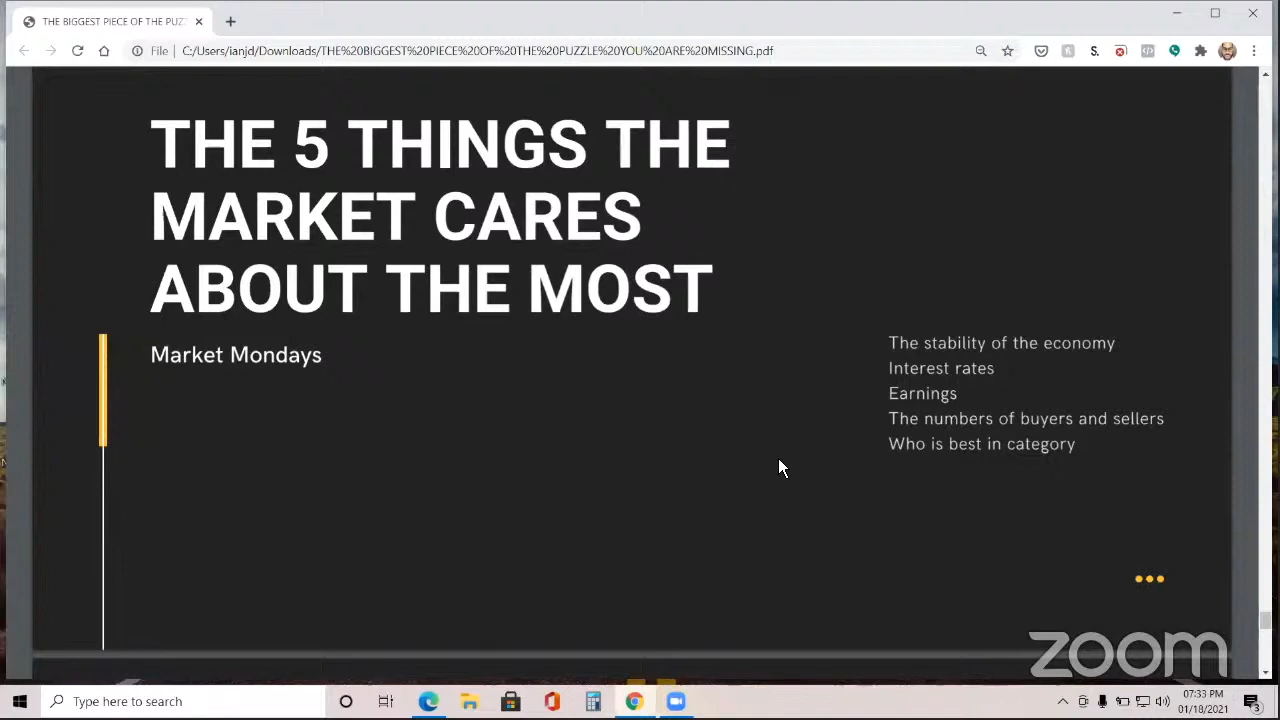 THE BIGGEST PIECE OF THE PUZ
File
C:/Users/ianjd/Downloads/THE%20BIGGEST%20PIECE%20OF%20THE%20PUZZLE%20YOU%20ARE%20MISSING.pdf
THE 5 THINGS THE
MARKET CARES
ABOUT THE MOST
Market Mondays
The stability of the economy
Interest rates
Earnings
The numbers of buyers and sellers
Who is best in category
zoom
Type here to search
07:33 PM
01/18/2021